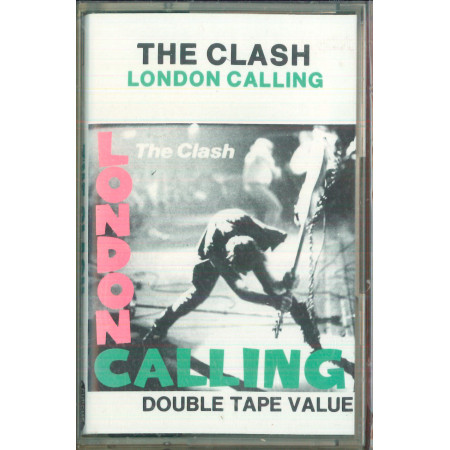 THE CLASH
LONDON CALLING
The Clash
LONDON
CALLING
DOUBLE TAPE VALUE